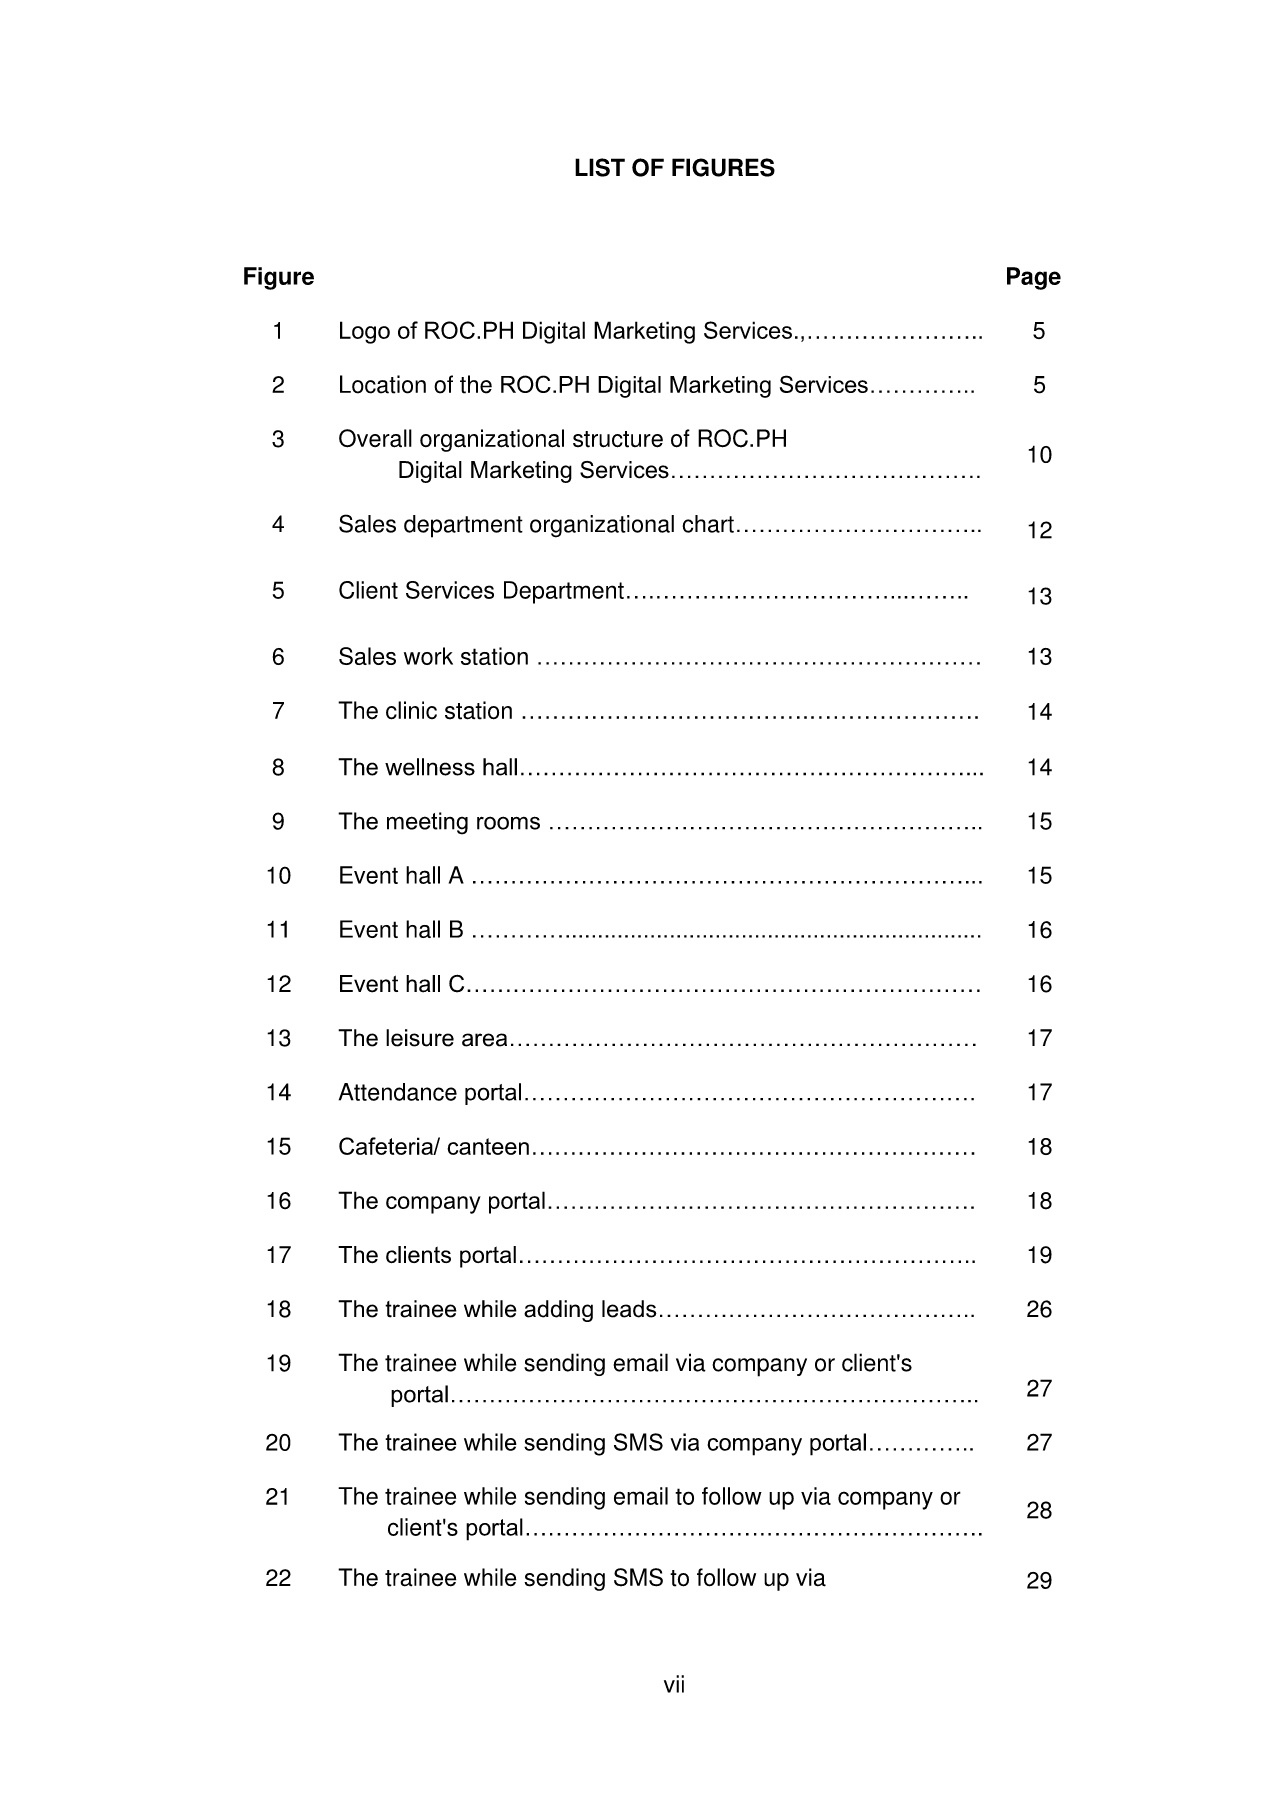 LIST OF FIGURES
Figure Page
1 Logo of ROC.PH Digital Marketing Services.,………………….. 5
2 Location of the ROC.PH Digital Marketing Services………….. 5
3 Overall organizational structure of ROC.PH
Digital Marketing Services…………………………………. 10
4 Sales department organizational chart………………………….. 12
5 Client Services Department….…………………………...…….. 13
6 Sales work station ………………………………………………… 13
7 The clinic station ……………………………….…………………. 14
8 The wellness hall…………………………………………………... 14
9 The meeting rooms ……………………………………………….. 15
10 Event hall A ………………………………………………………... 15
11 Event hall B …………................................................................ 16
12 Event hall C………………………………………………………… 16
13 The leisure area…………………………………………………… 17
14 Attendance portal…………………………………………………. 17
15 Cafeteria/ canteen………………………………………………… 18
16 The company portal………………………………………………. 18
17 The clients portal………………………………………………….. 19
18 The trainee while adding leads………………………………….. 26
19 The trainee while sending email via company or client's
portal………………………………………………………….. 27
20 The trainee while sending SMS via company portal………….. 27
21 The trainee while sending email to follow up via company or
client's portal…………………………………………………. 28
22 The trainee while sending SMS to follow up via 29
vii